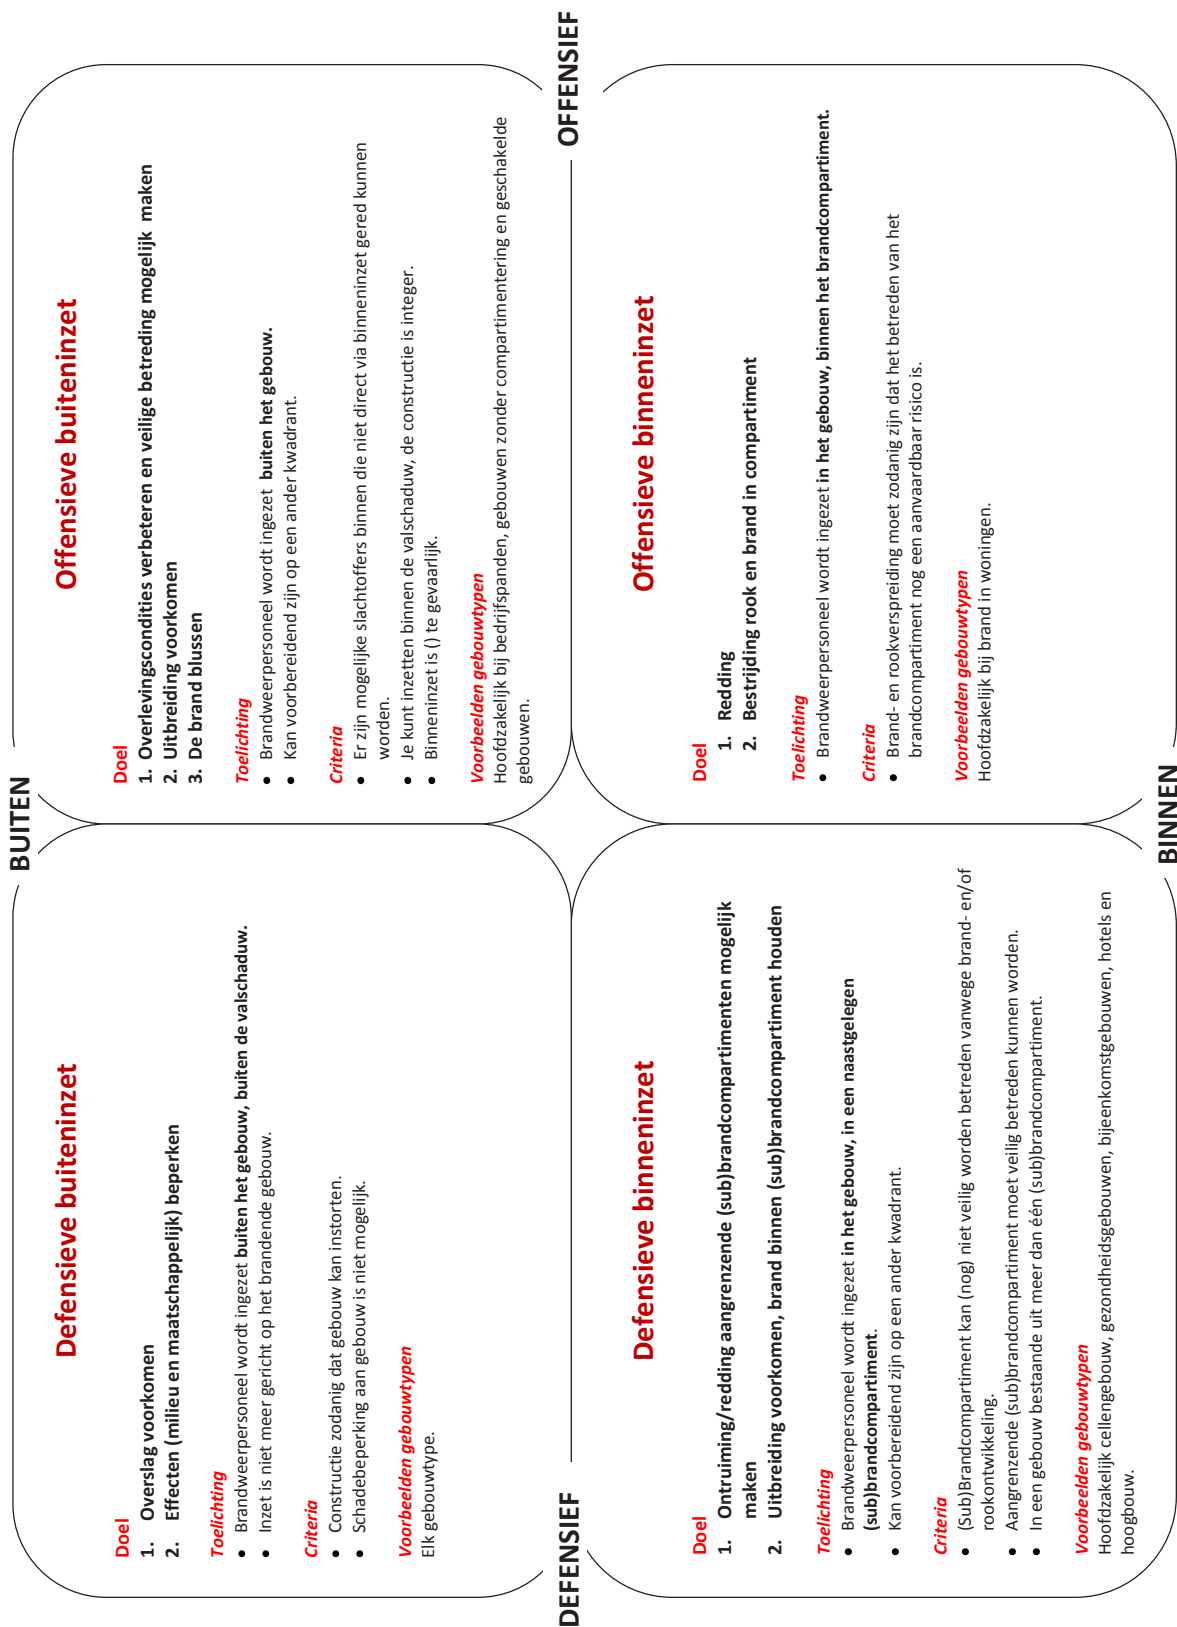 BUITEN
Defensieve buiteninzet
Doel
1. Overslag voorkomen
2. Effecten (milieu en maatschappelijk) beperken
Toelichting
• Brandweerpersoneel wordt ingezet buiten het gebouw, buiten de valschaduw.
• Inzet is niet meer gericht op het brandende gebouw.
Criteria
• Constructie zodanig dat gebouw kan instorten.
• Schadebeperking aan gebouw is niet mogelijk.
Voorbeelden gebouwtypen
Elk gebouwtype.
Offensieve buiteninzet
Doel
1. Overlevingscondities verbeteren en veilige betreding mogelijk maken
2. Uitbreiding voorkomen
3. De brand blussen
Toelichting
• Brandweerpersoneel wordt ingezet buiten het gebouw.
• Kan voorbereidend zijn op een ander kwadrant.
Criteria
• Er zijn mogelijke slachtoffers binnen die niet direct via binneninzet gered kunnen
worden.
• Je kunt inzetten binnen de valschaduw, de constructie is integer.
• Binneninzet is () te gevaarlijk.
Voorbeelden gebouwtypen
Hoofdzakelijk bij bedrijfspanden, gebouwen zonder compartimentering en geschakelde
gebouwen.
DEFENSIEF
OFFENSIEF
Defensieve binneninzet
Doel
1. Ontruiming/redding aangrenzende (sub)brandcompartimenten mogelijk
maken
2. Uitbreiding voorkomen, brand binnen (sub)brandcompartiment houden
Toelichting
• Brandweerpersoneel wordt ingezet in het gebouw, in een naastgelegen
(sub)brandcompartiment.
• Kan voorbereidend zijn op een ander kwadrant.
Criteria
• (Sub)Brandcompartiment kan (nog) niet veilig worden betreden vanwege brand- en/of
rookontwikkeling.
• Aangrenzende (sub)brandcompartiment moet veilig betreden kunnen worden.
• In een gebouw bestaande uit meer dan één (sub)brandcompartiment.
Voorbeelden gebouwtypen
Hoofdzakelijk cellengebouw, gezondheidsgebouwen, bijeenkomstgebouwen, hotels en
hoogbouw.
Offensieve binneninzet
Doel
1. Redding
2. Bestrijding rook en brand in compartiment
Toelichting
• Brandweerpersoneel wordt ingezet in het gebouw, binnen het brandcompartiment.
Criteria
• Brand- en rookverspreiding moet zodanig zijn dat het betreden van het
brandcompartiment nog een aanvaardbaar risico is.
Voorbeelden gebouwtypen
Hoofdzakelijk bij brand in woningen.
BINNEN